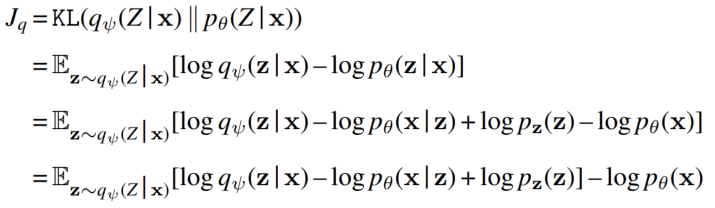 J_q = KL(q_ψ(Z|x) ∥ p_θ(Z|x))
= 𝔼_{z∼q_ψ(Z|x)}[log q_ψ(z|x) − log p_θ(z|x)]
= 𝔼_{z∼q_ψ(Z|x)}[log q_ψ(z|x) − log p_θ(x|z) + log p_z(z) − log p_θ(x)]
= 𝔼_{z∼q_ψ(Z|x)}[log q_ψ(z|x) − log p_θ(x|z) + log p_z(z)] − log p_θ(x)